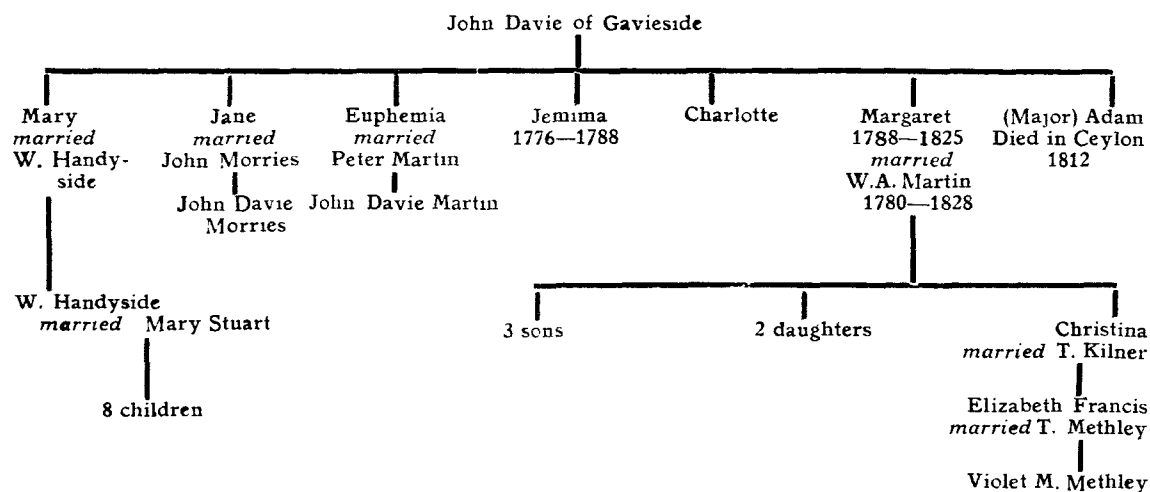 John Davie of Gavieside
Mary
married
W. Handy-
side
Jane
married
John Morries
John Davie
Morries
Euphemia
married
Peter Martin
John Davie Martin
Jemima
1776—1788
Charlotte
Margaret
1788—1825
married
W.A. Martin
1780—1828
(Major) Adam
Died in Ceylon
1812
W. Handyside
married Mary Stuart
8 children
3 sons
2 daughters
Christina
married T. Kilner
Elizabeth Francis
married T. Methley
Violet M. Methley